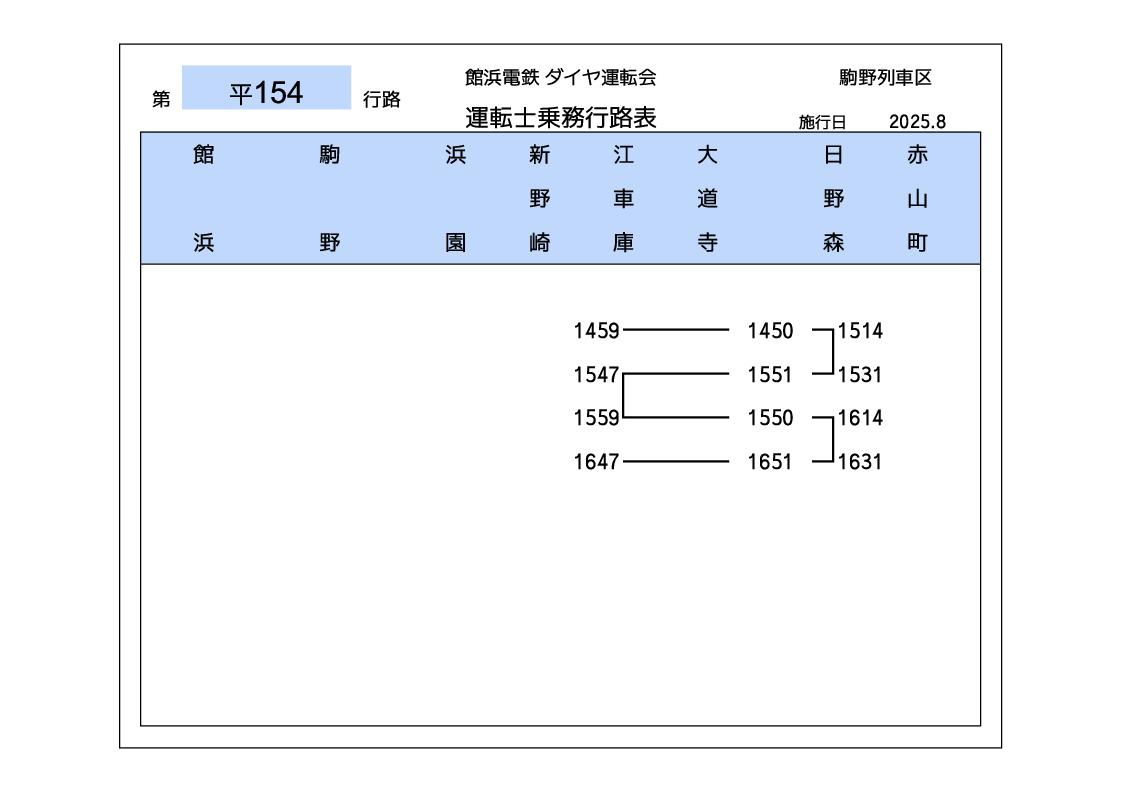 館浜電鉄 ダイヤ運転会 駒野列車区
第 平154 行路
運転士乗務行路表 施行日 2025.8
館浜 駒野 浜園 新野崎 江車庫 大道寺 日野森 赤山町
1459 1450 1514
1547 1551 1531
1559 1550 1614
1647 1651 1631